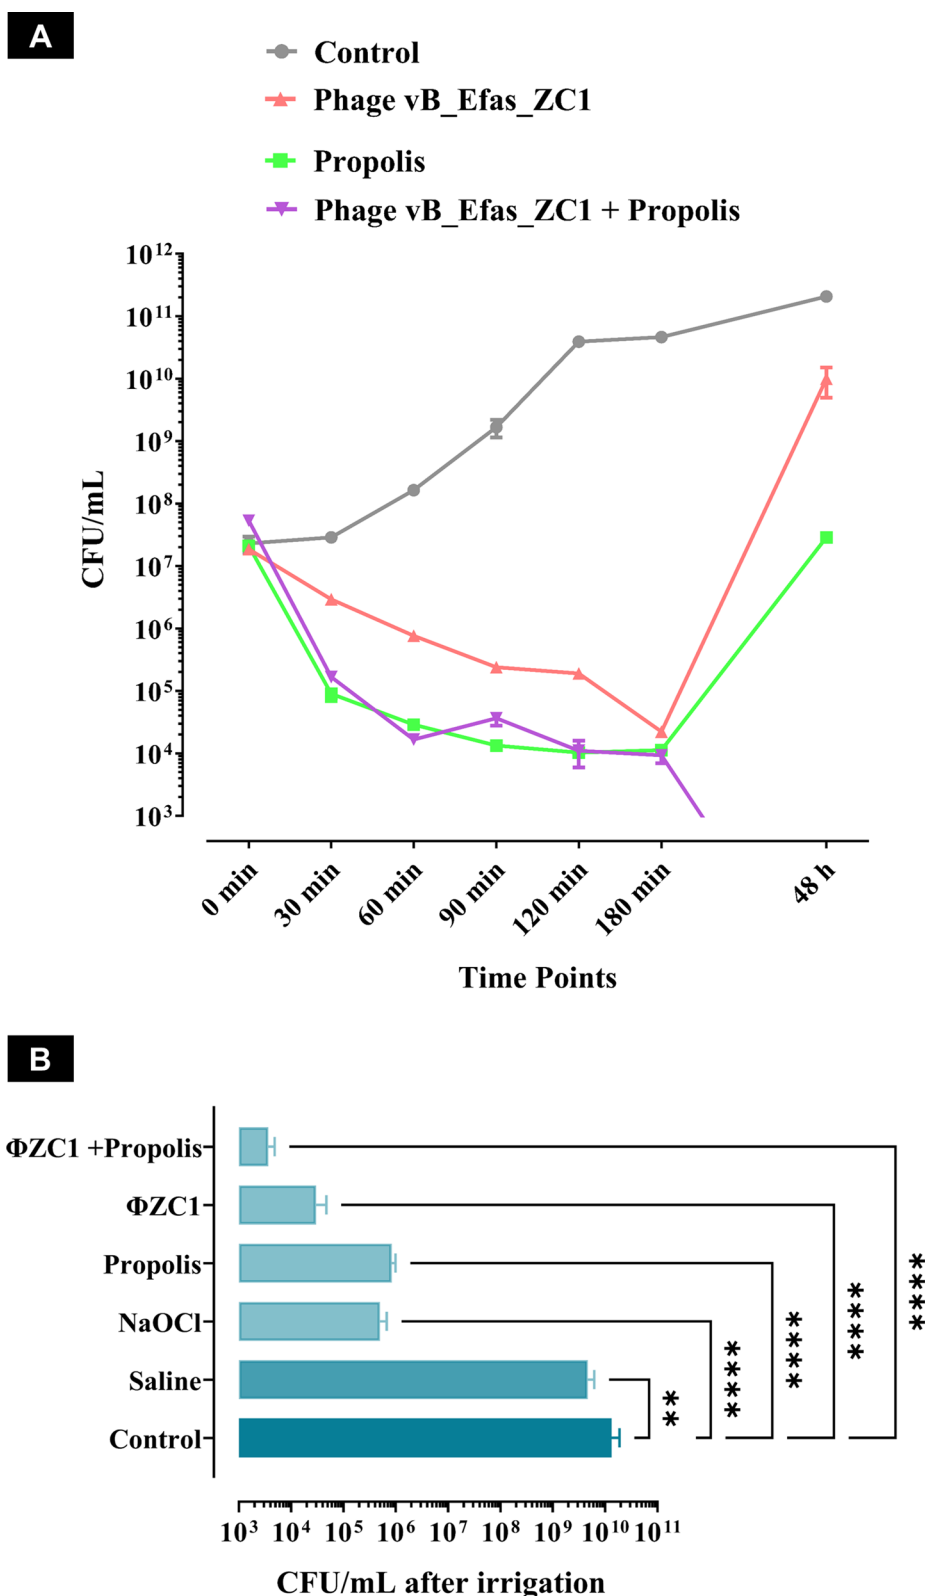 A
Control
Phage vB_Efas_ZC1
Propolis
Phage vB_Efas_ZC1 + Propolis
10¹²
10¹¹
10¹⁰
10⁹
10⁸
10⁷
10⁶
10⁵
10⁴
10³
CFU/mL
0 min
30 min
60 min
90 min
120 min
180 min
48 h
Time Points
B
ΦZC1 +Propolis
ΦZC1
Propolis
NaOCl
Saline
Control
**
****
****
****
****
10³ 10⁴ 10⁵ 10⁶ 10⁷ 10⁸ 10⁹ 10¹⁰ 10¹¹
CFU/mL after irrigation